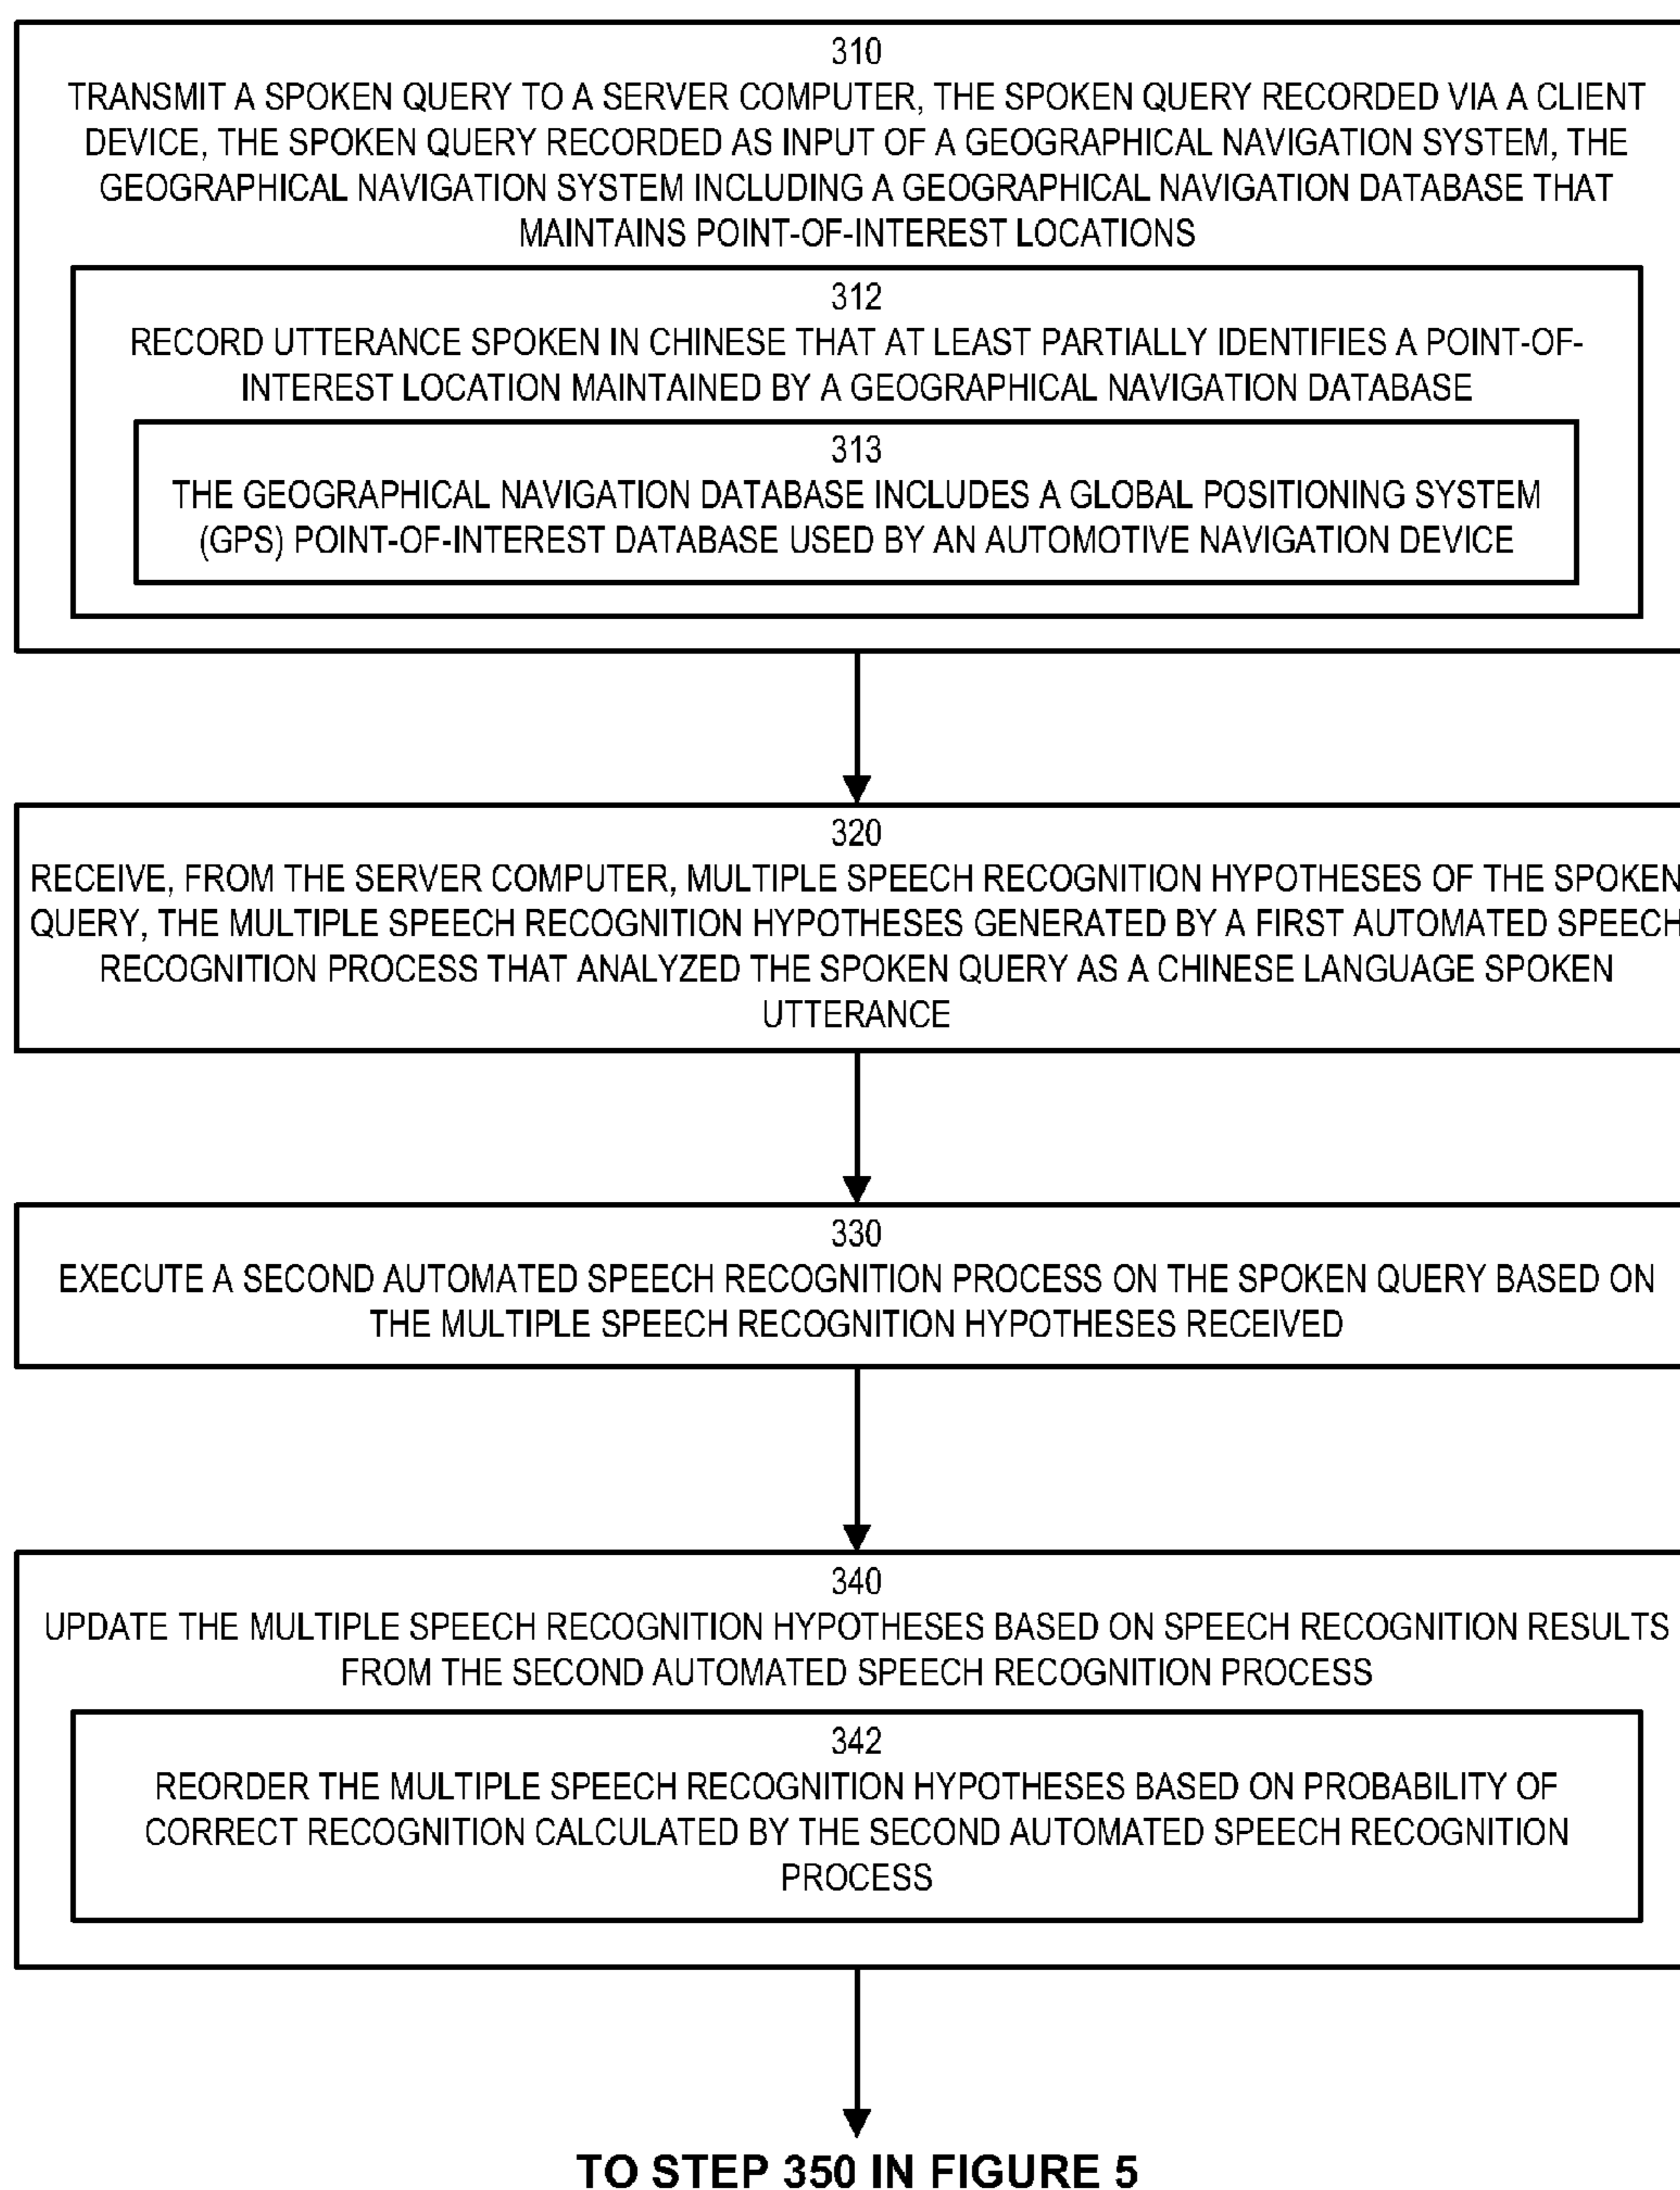 310
TRANSMIT A SPOKEN QUERY TO A SERVER COMPUTER, THE SPOKEN QUERY RECORDED VIA A CLIENT
DEVICE, THE SPOKEN QUERY RECORDED AS INPUT OF A GEOGRAPHICAL NAVIGATION SYSTEM, THE
GEOGRAPHICAL NAVIGATION SYSTEM INCLUDING A GEOGRAPHICAL NAVIGATION DATABASE THAT
MAINTAINS POINT-OF-INTEREST LOCATIONS
312
RECORD UTTERANCE SPOKEN IN CHINESE THAT AT LEAST PARTIALLY IDENTIFIES A POINT-OF-
INTEREST LOCATION MAINTAINED BY A GEOGRAPHICAL NAVIGATION DATABASE
313
THE GEOGRAPHICAL NAVIGATION DATABASE INCLUDES A GLOBAL POSITIONING SYSTEM
(GPS) POINT-OF-INTEREST DATABASE USED BY AN AUTOMOTIVE NAVIGATION DEVICE
320
RECEIVE, FROM THE SERVER COMPUTER, MULTIPLE SPEECH RECOGNITION HYPOTHESES OF THE SPOKEN
QUERY, THE MULTIPLE SPEECH RECOGNITION HYPOTHESES GENERATED BY A FIRST AUTOMATED SPEECH
RECOGNITION PROCESS THAT ANALYZED THE SPOKEN QUERY AS A CHINESE LANGUAGE SPOKEN
UTTERANCE
330
EXECUTE A SECOND AUTOMATED SPEECH RECOGNITION PROCESS ON THE SPOKEN QUERY BASED ON
THE MULTIPLE SPEECH RECOGNITION HYPOTHESES RECEIVED
340
UPDATE THE MULTIPLE SPEECH RECOGNITION HYPOTHESES BASED ON SPEECH RECOGNITION RESULTS
FROM THE SECOND AUTOMATED SPEECH RECOGNITION PROCESS
342
REORDER THE MULTIPLE SPEECH RECOGNITION HYPOTHESES BASED ON PROBABILITY OF
CORRECT RECOGNITION CALCULATED BY THE SECOND AUTOMATED SPEECH RECOGNITION
PROCESS
TO STEP 350 IN FIGURE 5